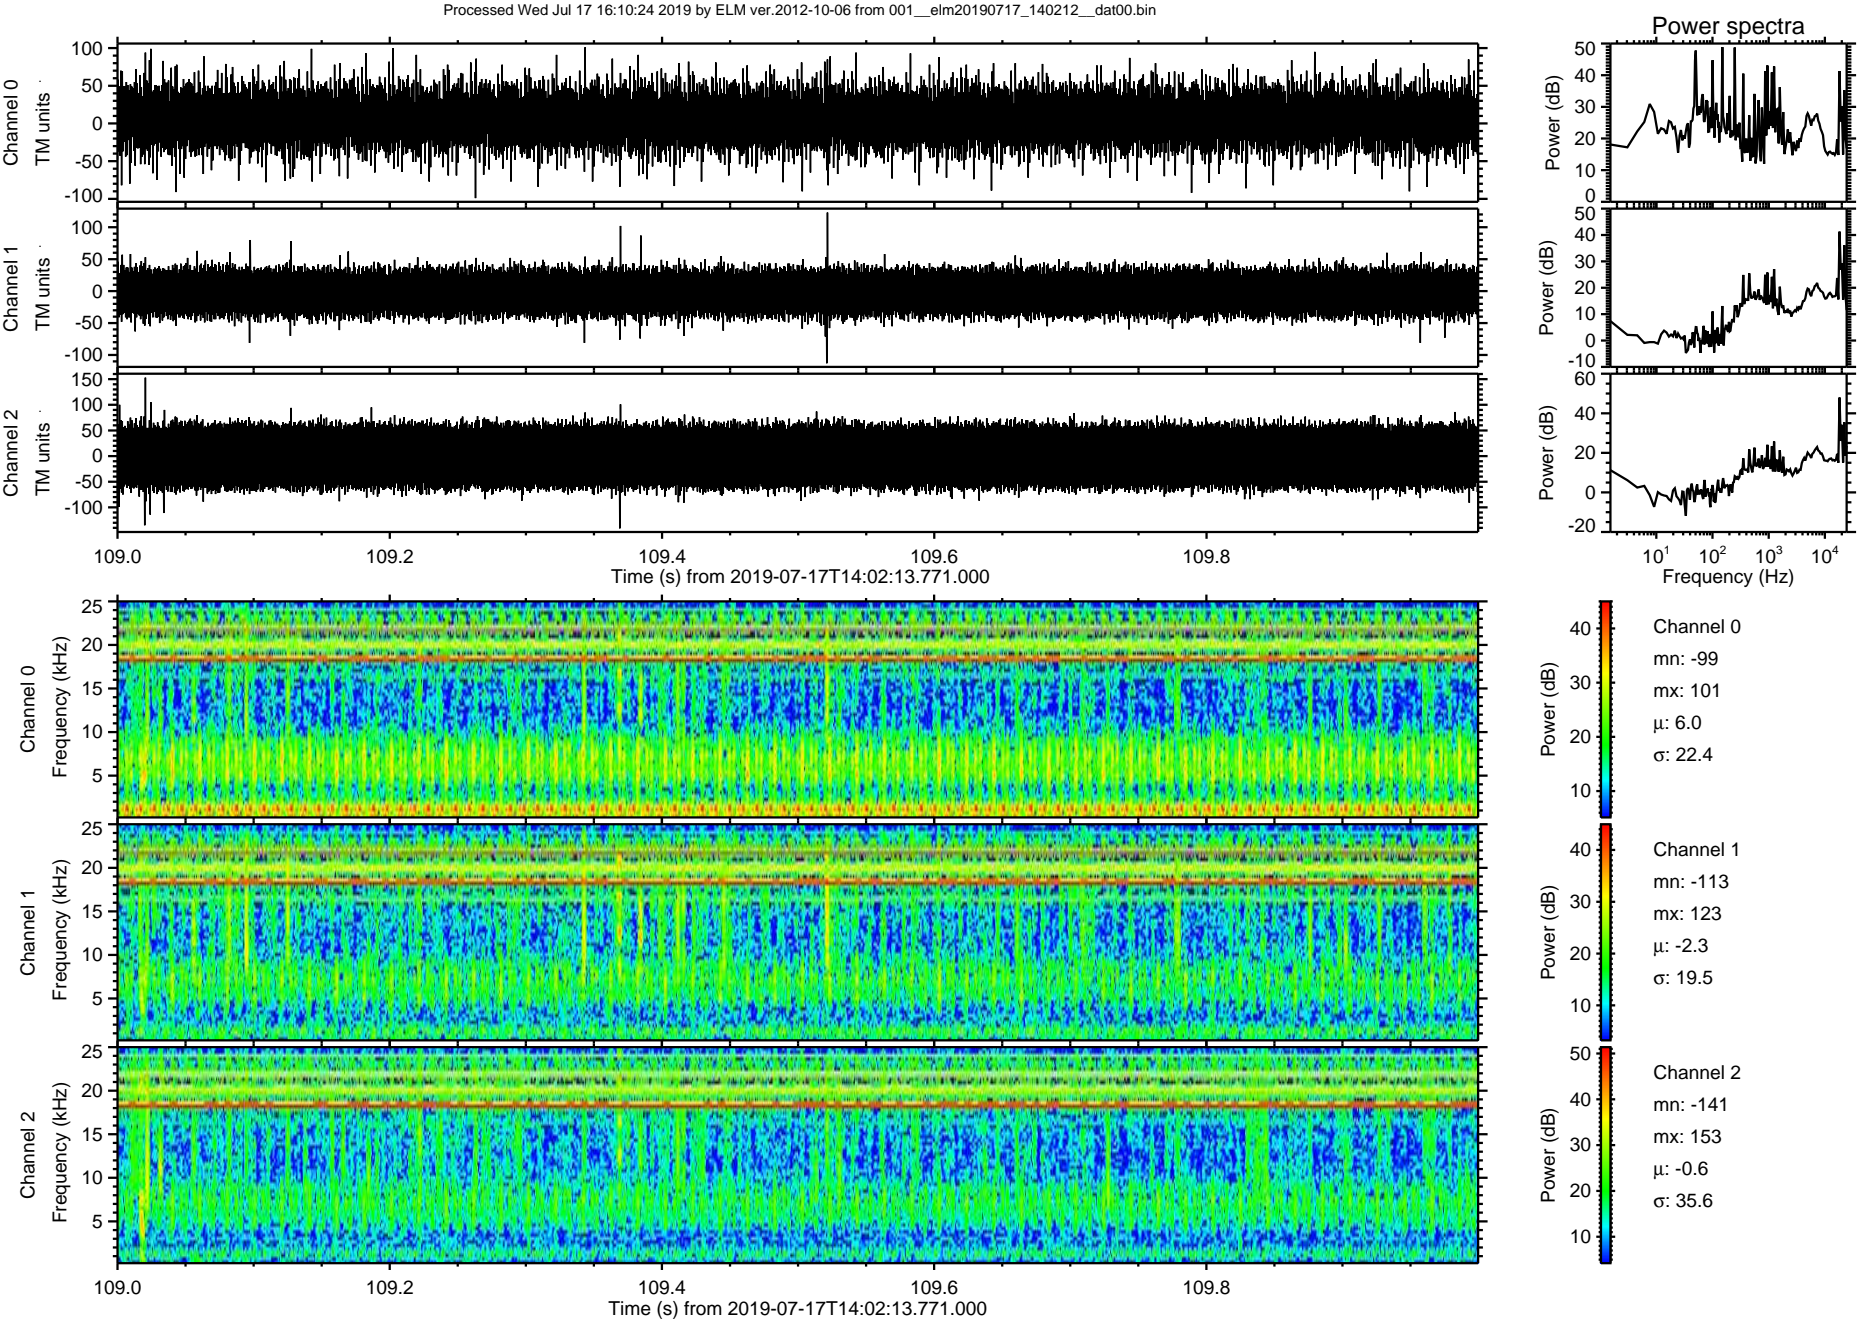 Processed Wed Jul 17 16:10:24 2019 by ELM ver.2012-10-06 from 001__elm20190717_140212__dat00.bin
Power spectra
Channel 0
TM units
100
50
0
-50
-100
Power (dB)
50
40
30
20
10
0
Channel 1
TM units
100
50
0
-50
-100
Power (dB)
50
40
30
20
10
0
-10
Channel 2
TM units
150
100
50
0
-50
-100
Power (dB)
60
40
20
0
-20
109.0 109.2 109.4 109.6 109.8
Time (s) from 2019-07-17T14:02:13.771.000
10¹ 10² 10³ 10⁴
Frequency (Hz)
Channel 0
Frequency (kHz)
25
20
15
10
5
Power (dB)
40
30
20
10
Channel 0
mn: -99
mx: 101
μ: 6.0
σ: 22.4
Channel 1
Frequency (kHz)
25
20
15
10
5
Power (dB)
40
30
20
10
Channel 1
mn: -113
mx: 123
μ: -2.3
σ: 19.5
Channel 2
Frequency (kHz)
25
20
15
10
5
Power (dB)
50
40
30
20
10
Channel 2
mn: -141
mx: 153
μ: -0.6
σ: 35.6
109.0 109.2 109.4 109.6 109.8
Time (s) from 2019-07-17T14:02:13.771.000